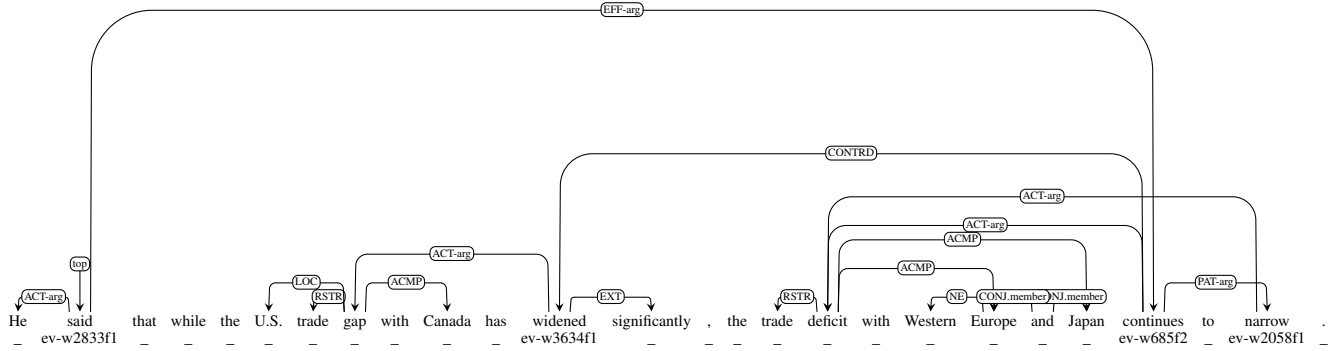 EFF-arg
CONTRD
ACT-arg
ACT-arg
ACMP
ACT-arg
top
ACMP
LOC ACMP PAT-arg
ACT-arg RSTR EXT RSTR NE CONJ.member NJ.member
He said that while the U.S. trade gap with Canada has widened significantly , the trade deficit with Western Europe and Japan continues to narrow .
_ ev-w2833f1 _ _ _ _ _ _ _ _ _ ev-w3634f1 _ _ _ _ _ _ _ _ _ _ ev-w685f2 _ ev-w2058f1 _